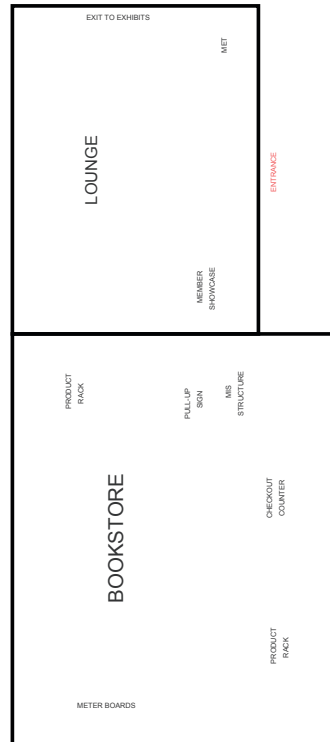 EXIT TO EXHIBITS
MET
LOUNGE
ENTRANCE
MEMBER
SHOWCASE
PRODUCT
RACK
PULL-UP
SIGN
MIS
STRUCTURE
BOOKSTORE
CHECKOUT
COUNTER
PRODUCT
RACK
METER BOARDS